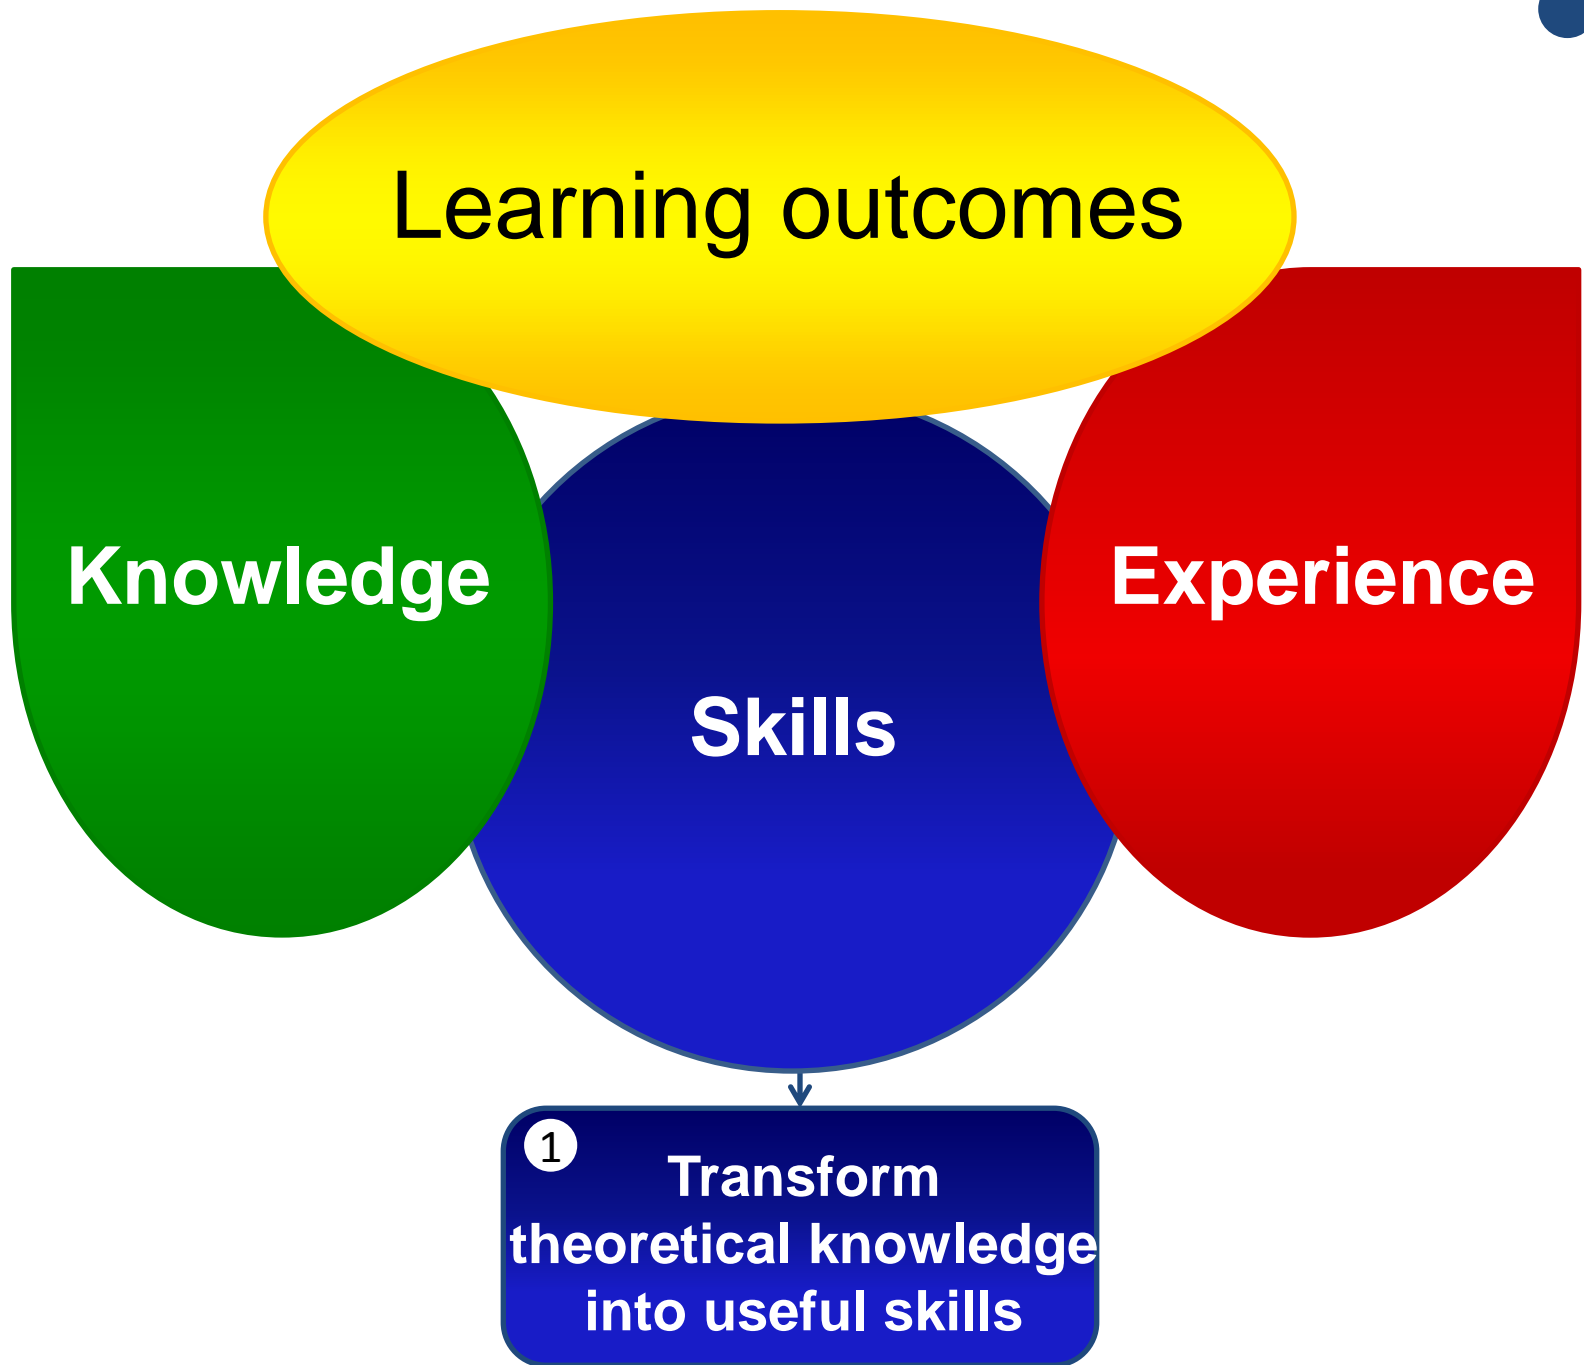 Learning outcomes
Knowledge
Experience
Skills
1
Transform
theoretical knowledge
into useful skills